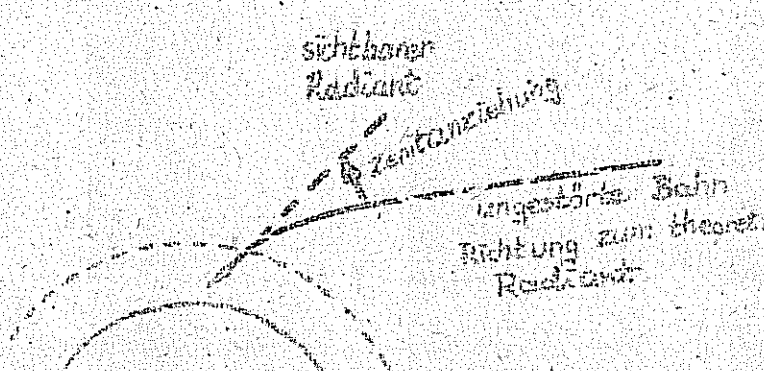 sichtbarer
Radiant
Zenitanziehung
ungestörte Bahn
Richtung zum theoret.
Radiant